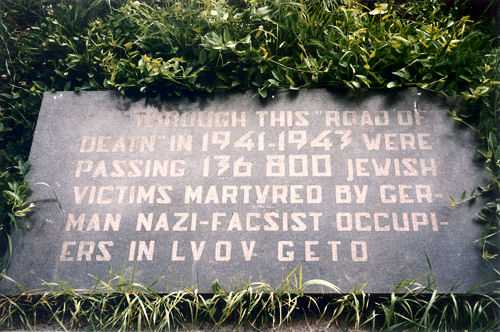 THROUGH THIS "ROAD OF
DEATH" IN 1941-1943 WERE
PASSING 136 800 JEWISH
VICTIMS MARTYRED BY GER-
MAN NAZI-FACSIST OCCUPI-
ERS IN LVOV GETO